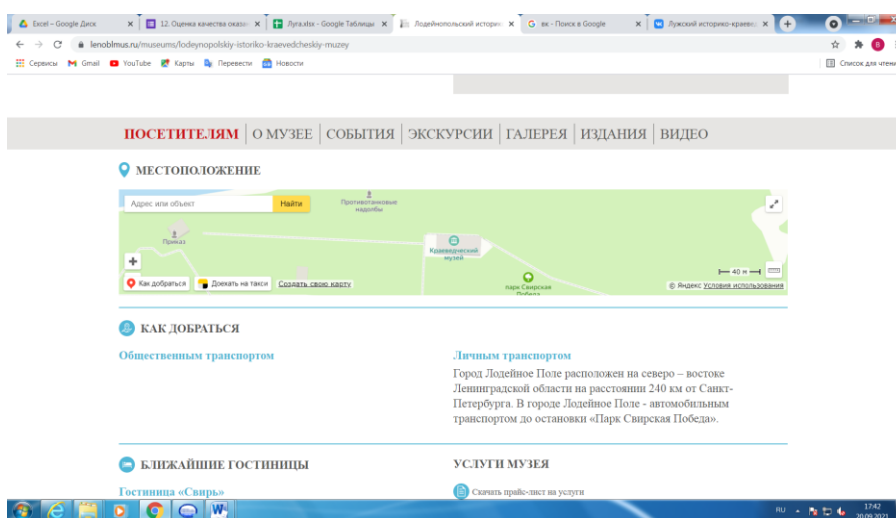 Excel – Google Диск
12. Оценка качества оказан
Луга.xlsx - Google Таблицы
Лодейнопольский историко
вк - Поиск в Google
Лужский историко-краевед
lenoblmus.ru/museums/lodeynopolskiy-istoriko-kraevedcheskiy-muzey
В
Сервисы
Gmail
YouTube
Карты
Перевести
Новости
Список для чтения
ПОСЕТИТЕЛЯМ | О МУЗЕЕ | СОБЫТИЯ | ЭКСКУРСИИ | ГАЛЕРЕЯ | ИЗДАНИЯ | ВИДЕО
МЕСТОПОЛОЖЕНИЕ
Адрес или объект
Найти
Противотанковые
надолбы
Приказ
Краеведческий
музей
парк Свирская
Победа
40 м
Как добраться
Доехать на такси
Создать свою карту
© Яндекс Условия использования
КАК ДОБРАТЬСЯ
Общественным транспортом
Личным транспортом
Город Лодейное Поле расположен на северо – востоке
Ленинградской области на расстоянии 240 км от Санкт-
Петербурга. В городе Лодейное Поле - автомобильным
транспортом до остановки «Парк Свирская Победа».
БЛИЖАЙШИЕ ГОСТИНИЦЫ
Гостиница «Свирь»
УСЛУГИ МУЗЕЯ
Скачать прайс-лист на услуги
RU
17:42
20.09.2021